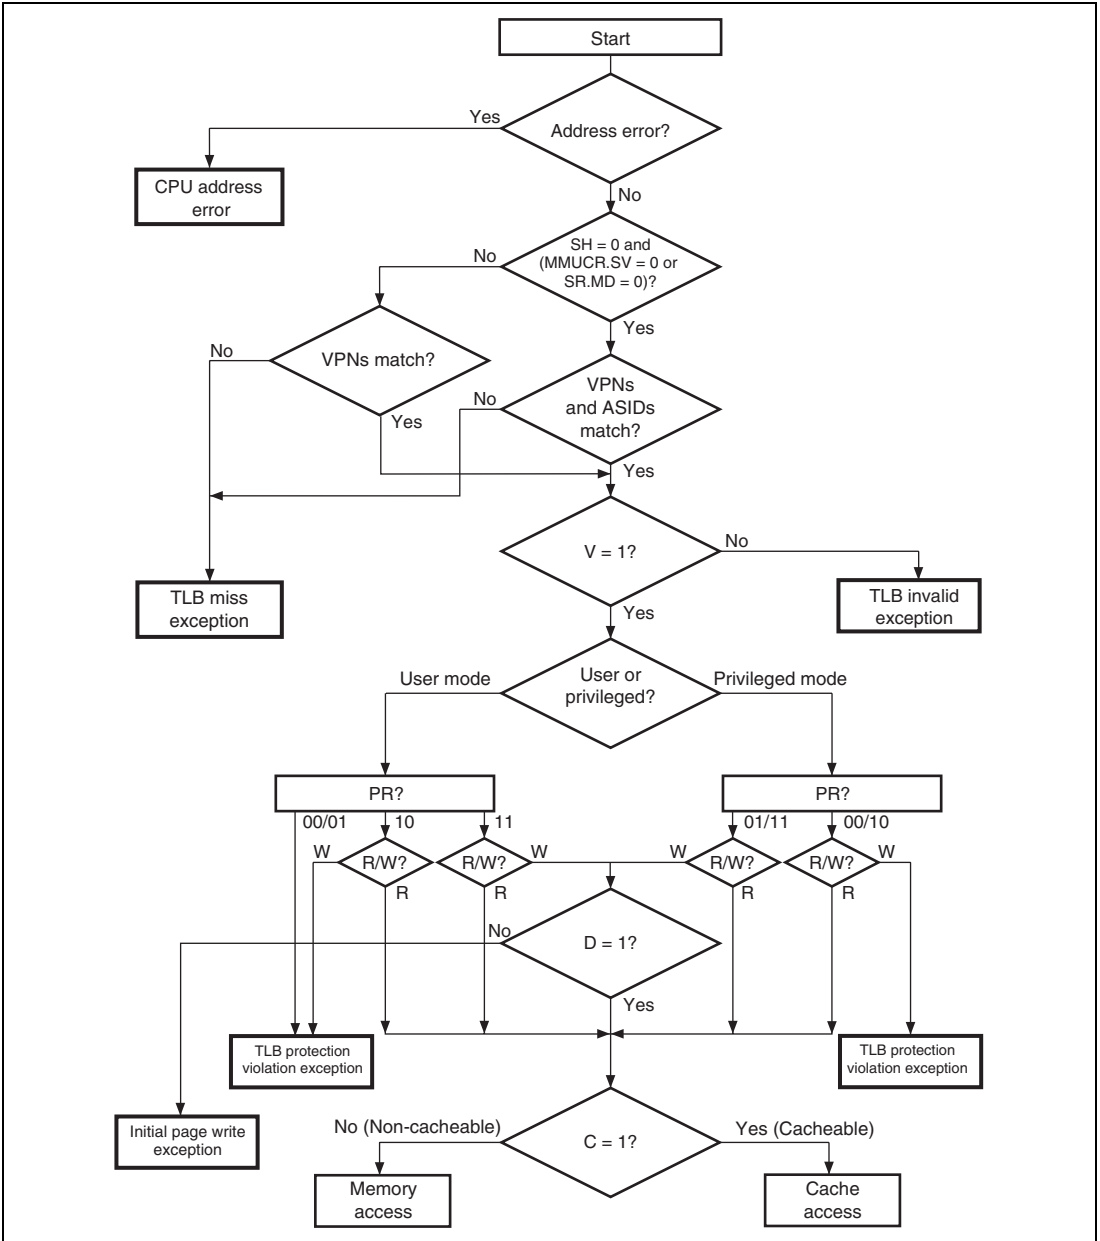 Start
Yes
Address error?
CPU address
error
No
No
SH = 0 and
(MMUCR.SV = 0 or
SR.MD = 0)?
Yes
No
VPNs match?
Yes
No
VPNs
and ASIDs
match?
Yes
V = 1?
No
TLB miss
exception
TLB invalid
exception
Yes
User mode
User or
privileged?
Privileged mode
PR?
PR?
00/01
10
11
01/11
00/10
W
R/W?
R/W?
W
W
R/W?
R/W?
W
R
R
R
R
No
D = 1?
Yes
TLB protection
violation exception
TLB protection
violation exception
Initial page write
exception
No (Non-cacheable)
C = 1?
Yes (Cacheable)
Memory
access
Cache
access